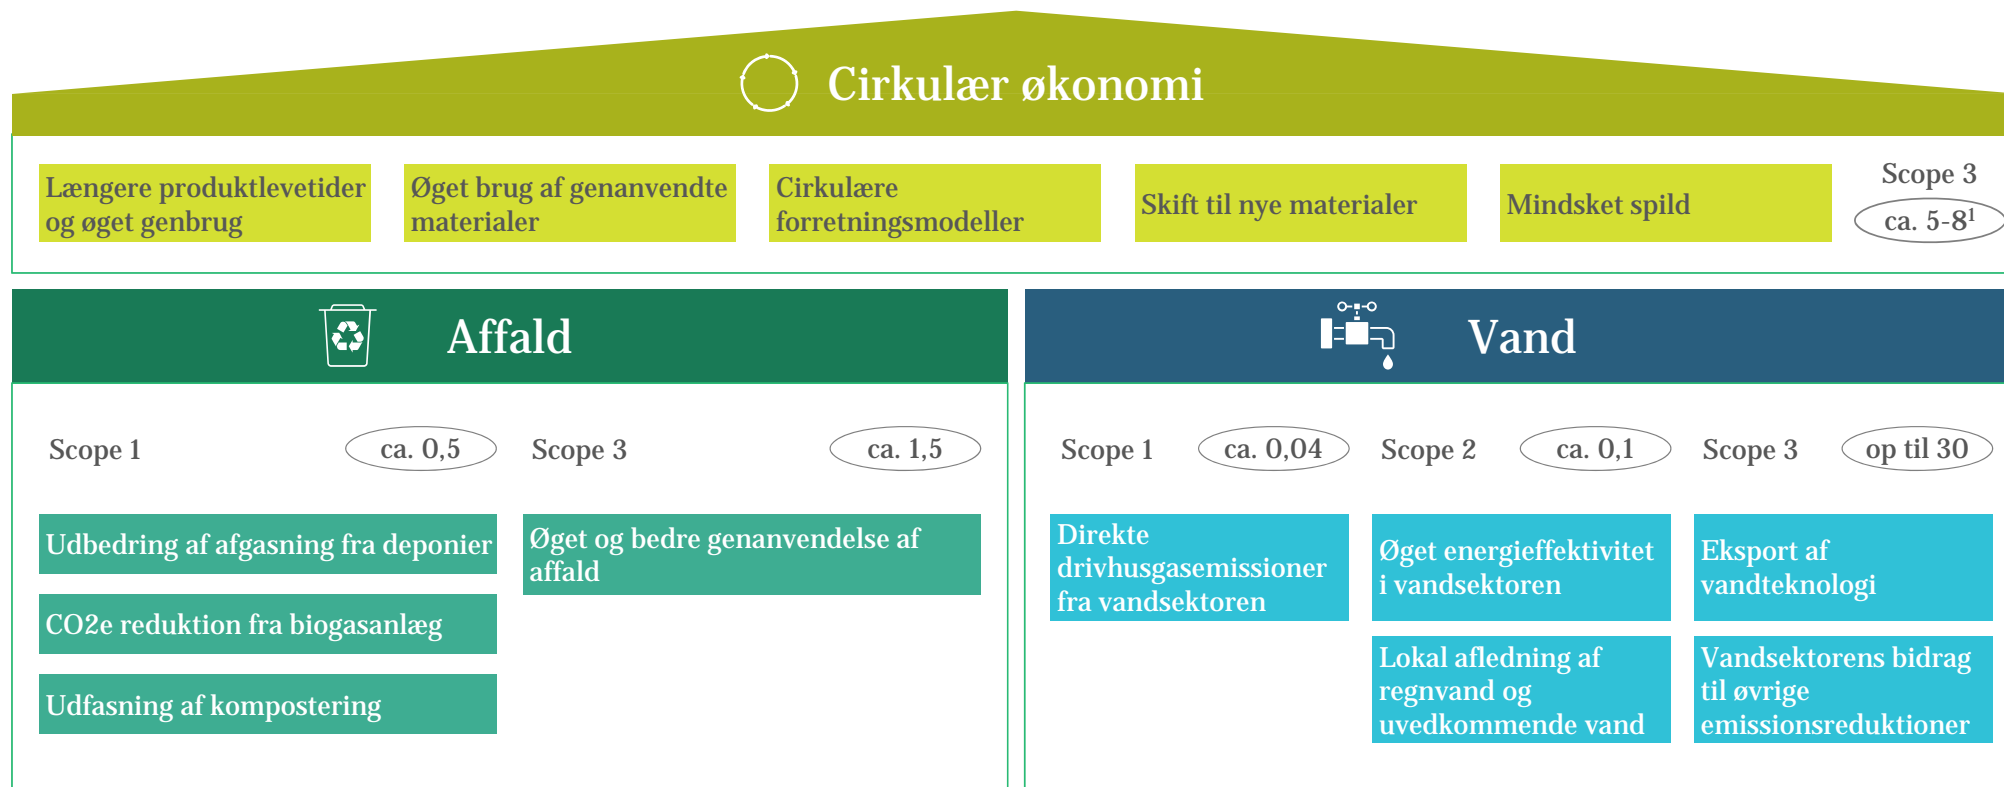 Cirkulær økonomi
Længere produktlevetider
og øget genbrug
Øget brug af genanvendte
materialer
Cirkulære
forretningsmodeller
Skift til nye materialer
Mindsket spild
Scope 3
ca. 5-8¹
Affald
Scope 1
ca. 0,5
Udbedring af afgasning fra deponier
CO2e reduktion fra biogasanlæg
Udfasning af kompostering
Scope 3
ca. 1,5
Øget og bedre genanvendelse af
affald
Vand
Scope 1
ca. 0,04
Direkte
drivhusgasemissioner
fra vandsektoren
Scope 2
ca. 0,1
Øget energieffektivitet
i vandsektoren
Lokal afledning af
regnvand og
uvedkommende vand
Scope 3
op til 30
Eksport af
vandteknologi
Vandsektorens bidrag
til øvrige
emissionsreduktioner